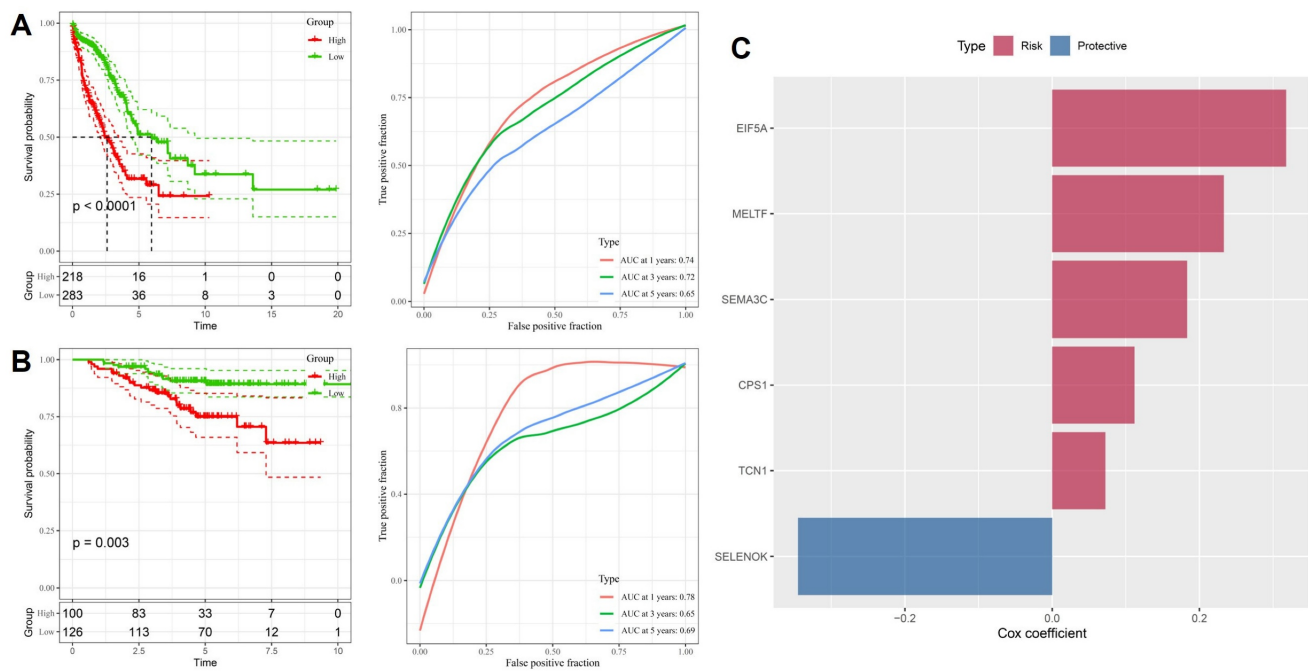 A
Group
High
Low
Survival probability
1.00
0.75
0.50
0.25
0.00
p < 0.0001
Group
High 218 16 1 0 0
Low 283 36 8 3 0
0 5 10 15 20
Time
True positive fraction
1.00
0.75
0.50
0.25
0.00
Type
AUC at 1 years: 0.74
AUC at 3 years: 0.72
AUC at 5 years: 0.65
0.00 0.25 0.50 0.75 1.00
False positive fraction
B
Group
High
Low
Survival probability
1.00
0.75
0.50
0.25
0.00
p = 0.003
Group
High 100 83 33 7 0
Low 126 113 70 12 1
0 2.5 5 7.5 10
Time
True positive fraction
0.8
0.4
0.0
Type
AUC at 1 years: 0.78
AUC at 3 years: 0.65
AUC at 5 years: 0.69
0.00 0.25 0.50 0.75 1.00
False positive fraction
C
Type Risk Protective
EIF5A
MELTF
SEMA3C
CPS1
TCN1
SELENOK
−0.2 0.0 0.2
Cox coefficient